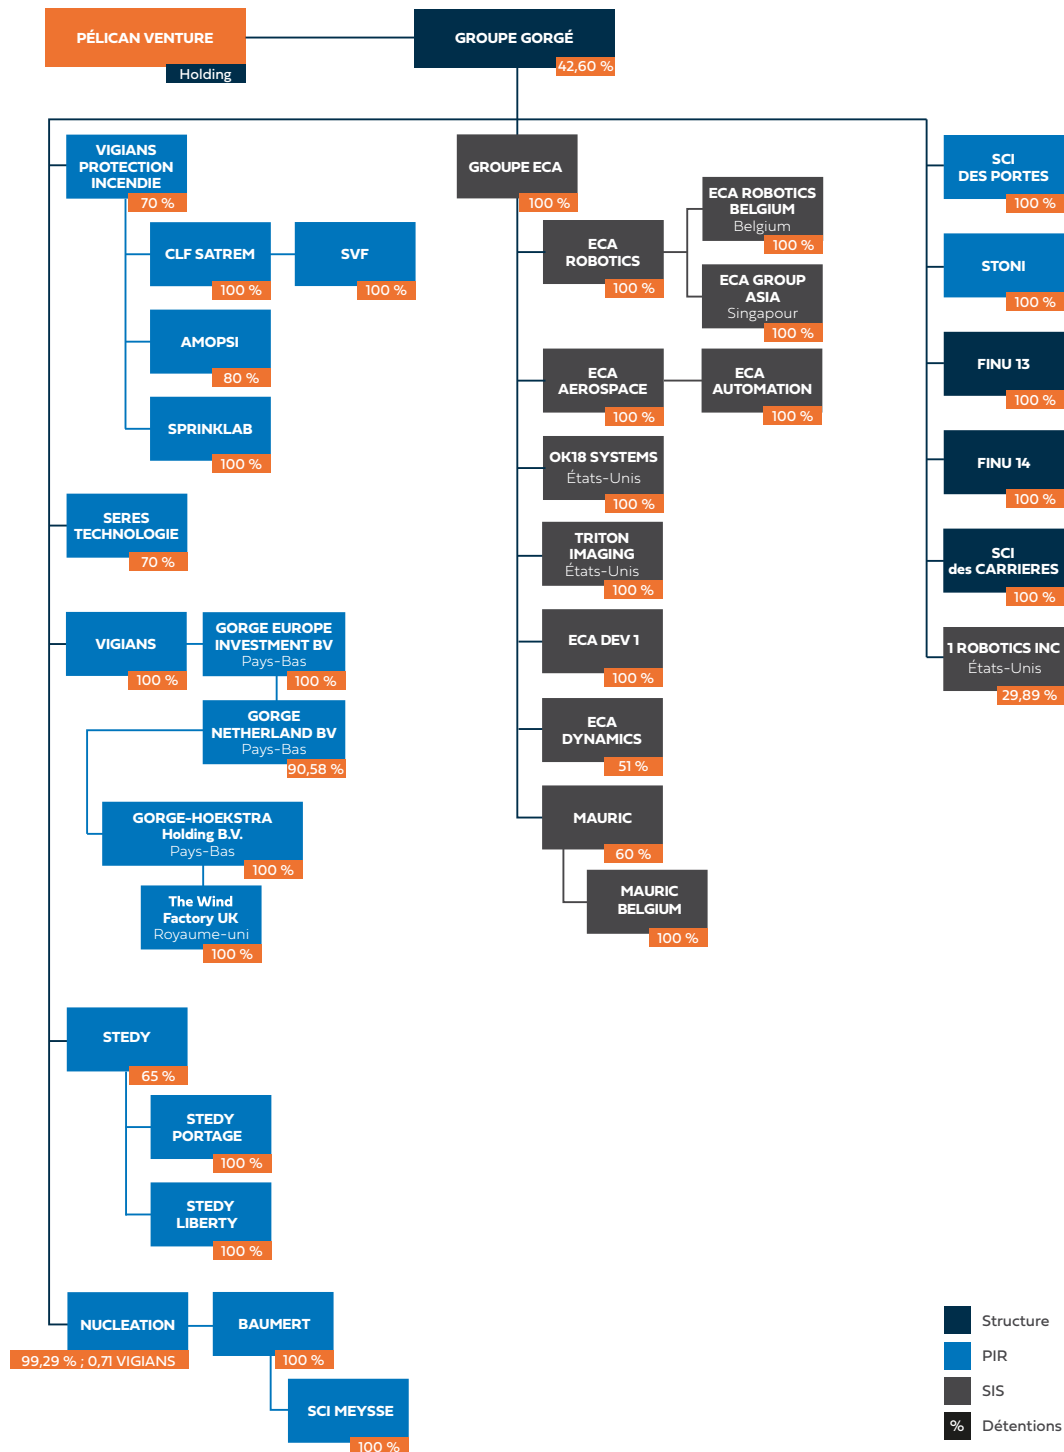 PÉLICAN VENTURE
Holding
GROUPE GORGÉ
42,60 %
VIGIANS
PROTECTION
INCENDIE
70 %
CLF SATREM
100 %
SVF
100 %
AMOPSI
80 %
SPRINKLAB
100 %
SERES
TECHNOLOGIE
70 %
VIGIANS
100 %
GORGE EUROPE
INVESTMENT BV
Pays-Bas
100 %
GORGE
NETHERLAND BV
Pays-Bas
90,58 %
GORGE-HOEKSTRA
Holding B.V.
Pays-Bas
100 %
The Wind
Factory UK
Royaume-uni
100 %
STEDY
65 %
STEDY
PORTAGE
100 %
STEDY
LIBERTY
100 %
NUCLEATION
99,29 % ; 0,71 VIGIANS
BAUMERT
100 %
SCI MEYSSE
100 %
GROUPE ECA
100 %
ECA
ROBOTICS
100 %
ECA ROBOTICS
BELGIUM
Belgium
100 %
ECA GROUP
ASIA
Singapour
100 %
ECA
AEROSPACE
100 %
ECA
AUTOMATION
100 %
OK18 SYSTEMS
États-Unis
100 %
TRITON
IMAGING
États-Unis
100 %
ECA DEV 1
100 %
ECA
DYNAMICS
51 %
MAURIC
60 %
MAURIC
BELGIUM
100 %
SCI
DES PORTES
100 %
STONI
100 %
FINU 13
100 %
FINU 14
100 %
SCI
des CARRIERES
100 %
1 ROBOTICS INC
États-Unis
29,89 %
Structure
PIR
SIS
% Détentions